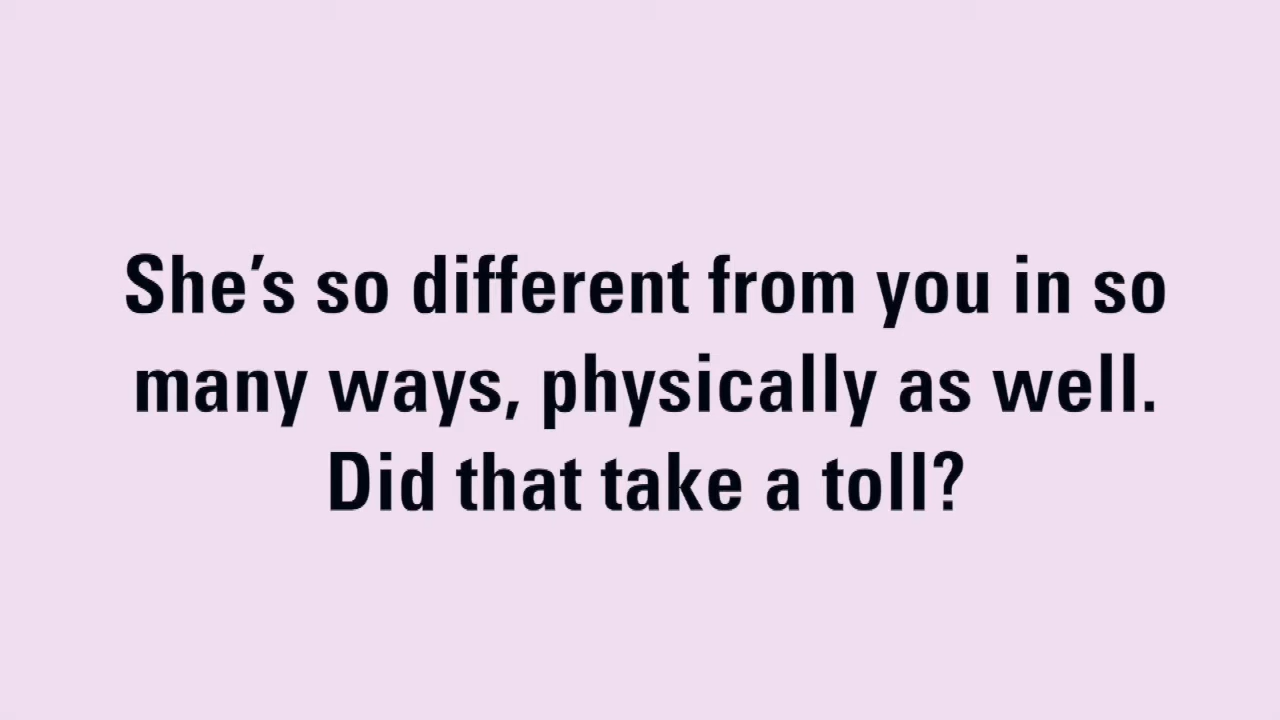 She’s so different from you in so
many ways, physically as well.
Did that take a toll?